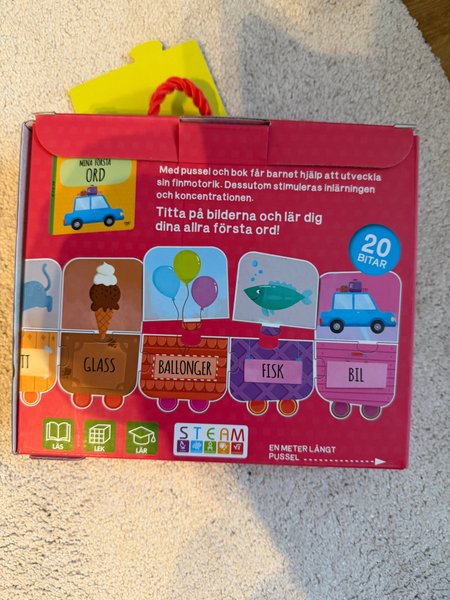 MINA FÖRSTA
ORD
Med pussel och bok får barnet hjälp att utveckla
sin finmotorik. Dessutom stimuleras inlärningen
och koncentrationen.
Titta på bilderna och lär dig
dina allra första ord!
20
BITAR
TT
GLASS
BALLONGER
FISK
BIL
LÄS
LEK
LÄR
STEAM
EN METER LÅNGT
PUSSEL